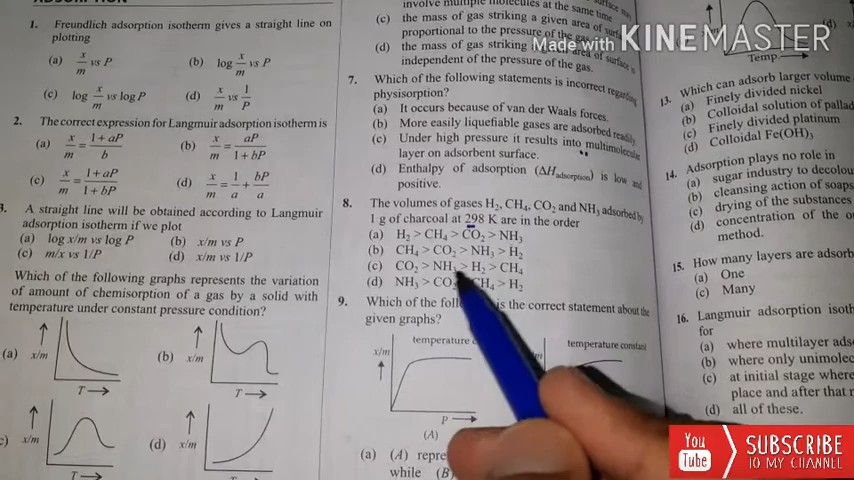 ADSORPTION
1. Freundlich adsorption isotherm gives a straight line on
plotting
(a) x/m vs P (b) log x/m vs P
(c) log x/m vs log P (d) x/m vs 1/P
2. The correct expression for Langmuir adsorption isotherm is
(a) x/m = (1 + aP)/b (b) x/m = aP/(1 + bP)
(c) x/m = (1 + aP)/(1 + bP) (d) x/m = 1/a + bP/a
3. A straight line will be obtained according to Langmuir
adsorption isotherm if we plot
(a) log x/m vs log P (b) x/m vs P
(c) m/x vs 1/P (d) x/m vs 1/P
Which of the following graphs represents the variation
of amount of chemisorption of a gas by a solid with
temperature under constant pressure condition?
(a) x/m T
(b) x/m
c) x/m T
(d) x/m
involve multiple molecules at the same time
(c) the mass of gas striking a given area of surface
proportional to the pressure of the gas
(d) the mass of gas striking given area of surface is
independent of the pressure of the gas.
7. Which of the following statements is incorrect regarding
physisorption?
(a) It occurs because of van der Waals forces.
(b) More easily liquefiable gases are adsorbed readily.
(c) Under high pressure it results into multimolecular
layer on adsorbent surface.
(d) Enthalpy of adsorption (ΔHadsorption) is low and
positive.
8. The volumes of gases H₂, CH₄, CO₂ and NH₃ adsorbed by
1 g of charcoal at 298 K are in the order
(a) H₂ > CH₄ > CO₂ > NH₃
(b) CH₄ > CO₂ > NH₃ > H₂
(c) CO₂ > NH₃ > H₂ > CH₄
(d) NH₃ > CO₂ CH₄ > H₂
9. Which of the is the correct statement about the
given graphs?
temperature
x/m
P
(A)
temperature constant
(a) (A)
while (B)
Temp.
(d)
13. Which can adsorb larger volume
(a) Finely divided nickel
(b) Colloidal solution of
(c) Finely divided platinum
(d) Colloidal Fe(OH)₃
14. Adsorption plays no role in
(a) sugar industry to
(b) cleansing action of soaps
(c) drying of the substances
(d) concentration of the
method.
15. How many layers are
(a) One
(c) Many
16. Langmuir adsorption
for
(a) where multilayer
(b) where only
(c) at initial stage where
place and after that
(d) all of these.
Made with KINEMASTER
You
Tube
SUBSCRIBE
TO MY CHANNEL